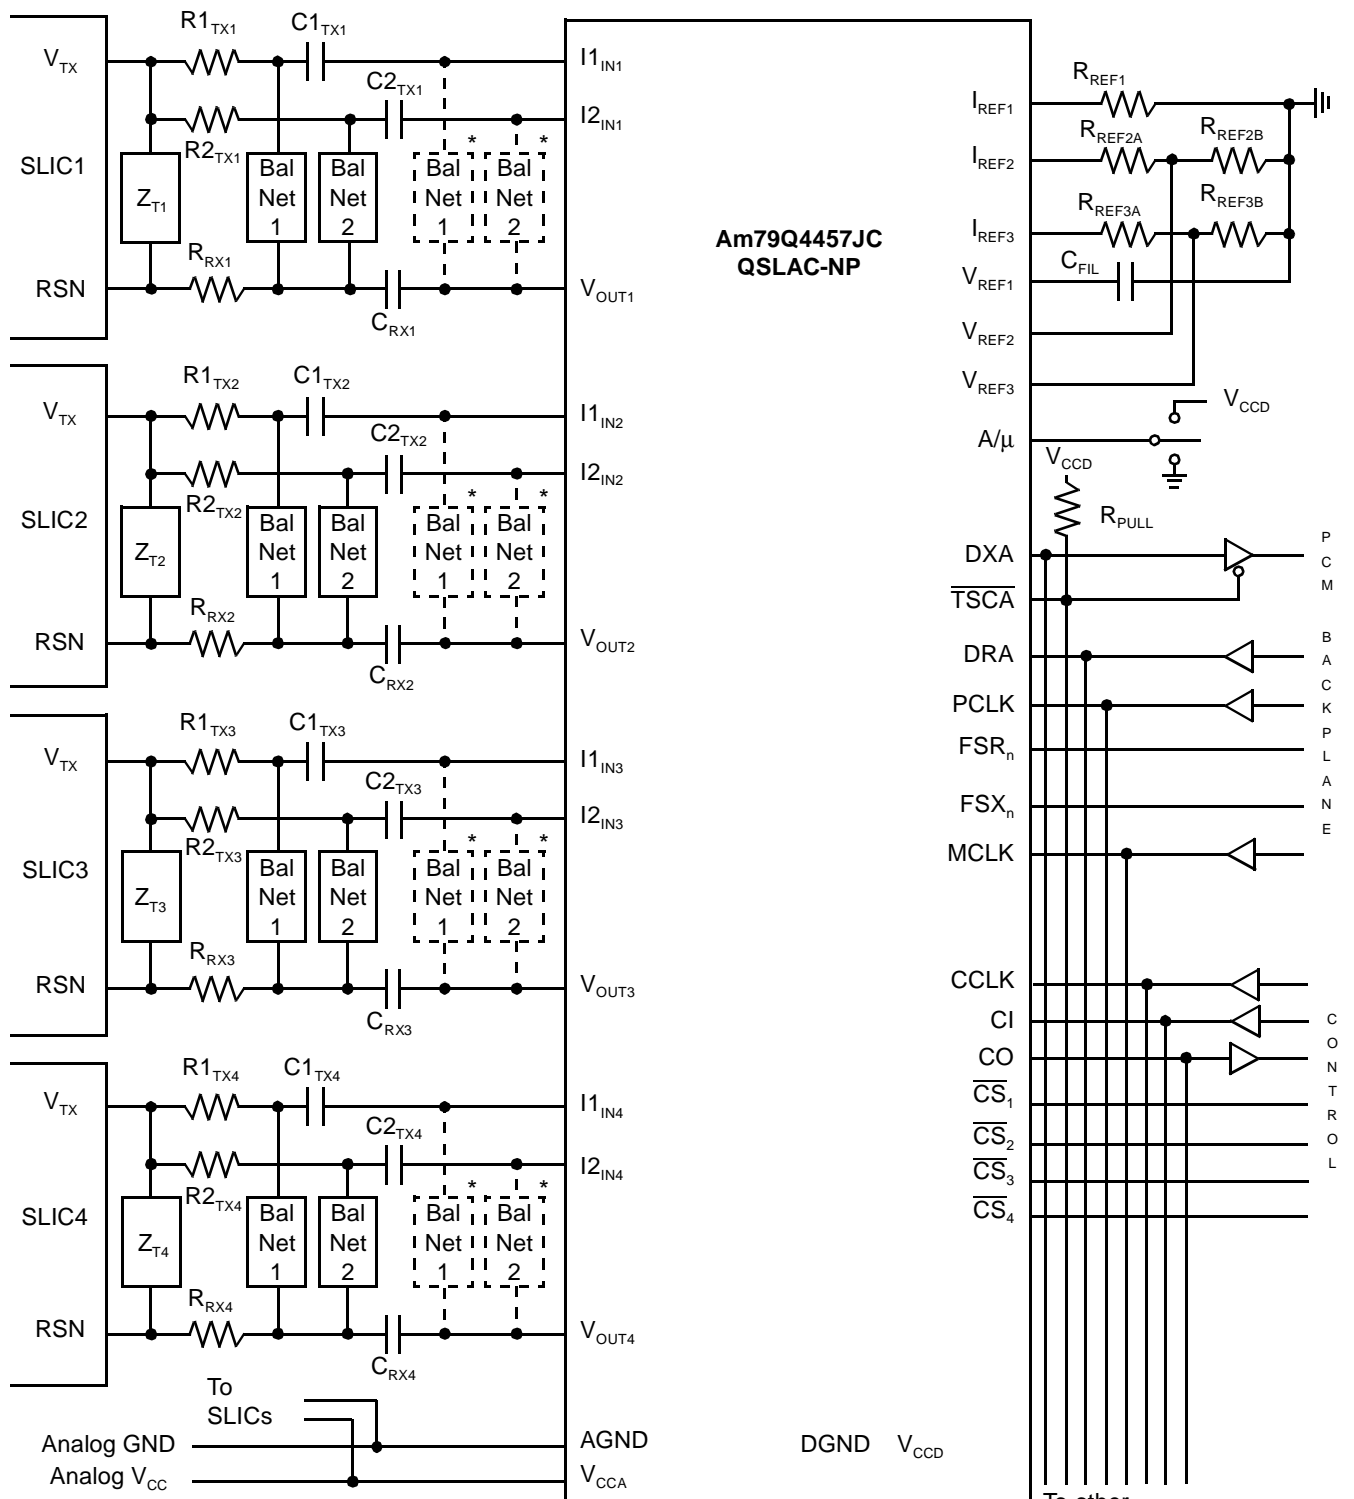 R1TX1
C1TX1
VTX
I1IN1
C2TX1
I2IN1
R2TX1
SLIC1
ZT1
Bal Net 1
Bal Net 2
*
Bal Net 1
*
Bal Net 2
RRX1
RSN
CRX1
VOUT1
R1TX2
C1TX2
VTX
I1IN2
C2TX2
I2IN2
R2TX2
SLIC2
ZT2
Bal Net 1
Bal Net 2
*
Bal Net 1
*
Bal Net 2
RRX2
RSN
CRX2
VOUT2
R1TX3
C1TX3
VTX
I1IN3
C2TX3
I2IN3
R2TX3
SLIC3
ZT3
Bal Net 1
Bal Net 2
*
Bal Net 1
*
Bal Net 2
RRX3
RSN
CRX3
VOUT3
R1TX4
C1TX4
VTX
I1IN4
C2TX4
I2IN4
R2TX4
SLIC4
ZT4
Bal Net 1
Bal Net 2
*
Bal Net 1
*
Bal Net 2
RRX4
RSN
CRX4
VOUT4
To
SLICs
Analog GND
AGND
Analog VCC
VCCA
DGND
VCCD
Am79Q4457JC
QSLAC-NP
IREF1
RREF1
IREF2
RREF2A
RREF2B
IREF3
RREF3A
RREF3B
VREF1
CFIL
VREF2
VREF3
A/μ
VCCD
VCCD
RPULL
DXA
TSCA
DRA
PCLK
FSRn
FSXn
MCLK
PCM BACKPLANE
CCLK
CI
CO
CS1
CS2
CS3
CS4
CONTROL
To other